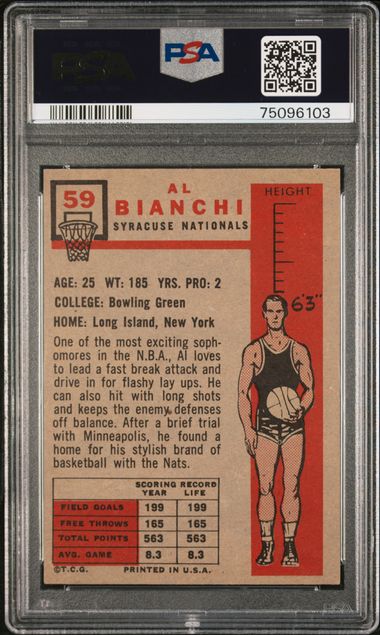 PSA
PSA
75096103
59
AL
BIANCHI
SYRACUSE NATIONALS
HEIGHT
6'3"
AGE: 25 WT: 185 YRS. PRO: 2
COLLEGE: Bowling Green
HOME: Long Island, New York
One of the most exciting soph-
omores in the N.B.A., Al loves
to lead a fast break attack and
drive in for flashy lay ups. He
can also hit with long shots
and keeps the enemy defenses
off balance. After a brief trial
with Minneapolis, he found a
home for his stylish brand of
basketball with the Nats.
SCORING RECORD
YEAR LIFE
FIELD GOALS 199 199
FREE THROWS 165 165
TOTAL POINTS 563 563
AVG. GAME 8.3 8.3
©T.C.G. PRINTED IN U.S.A.